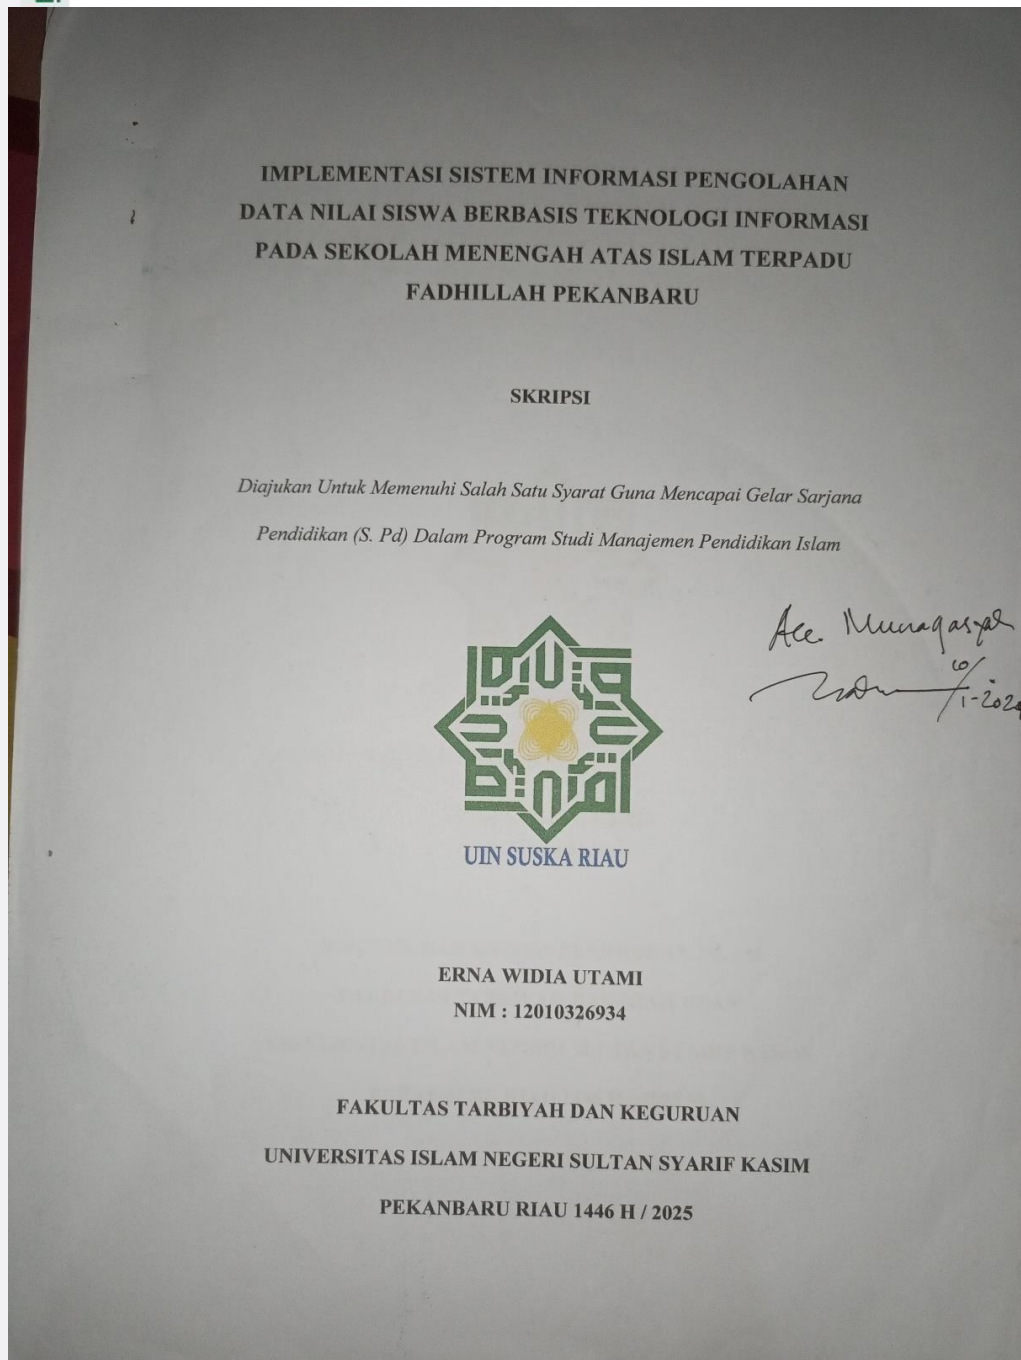 IMPLEMENTASI SISTEM INFORMASI PENGOLAHAN
DATA NILAI SISWA BERBASIS TEKNOLOGI INFORMASI
PADA SEKOLAH MENENGAH ATAS ISLAM TERPADU
FADHILLAH PEKANBARU
SKRIPSI
Diajukan Untuk Memenuhi Salah Satu Syarat Guna Mencapai Gelar Sarjana
Pendidikan (S. Pd) Dalam Program Studi Manajemen Pendidikan Islam
Acc. Munaqasyah
UIN SUSKA RIAU
ERNA WIDIA UTAMI
NIM : 12010326934
FAKULTAS TARBIYAH DAN KEGURUAN
UNIVERSITAS ISLAM NEGERI SULTAN SYARIF KASIM
PEKANBARU RIAU 1446 H / 2025